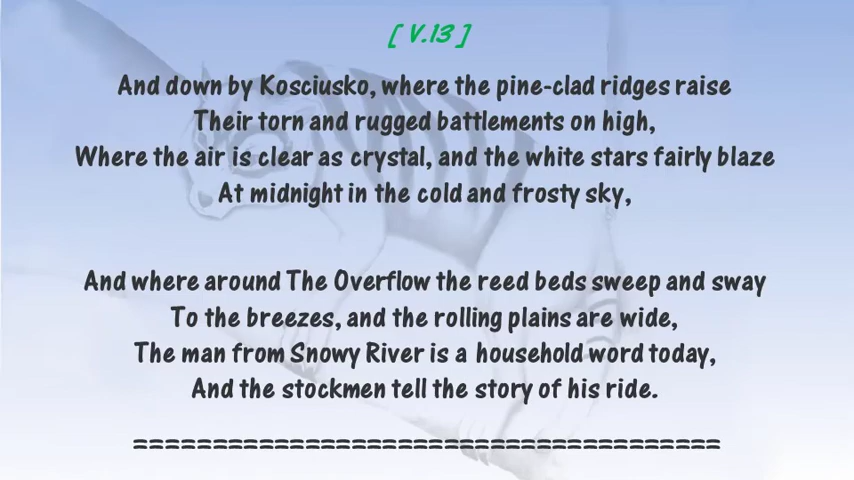 [ V.13 ]
And down by Kosciusko, where the pine-clad ridges raise
Their torn and rugged battlements on high,
Where the air is clear as crystal, and the white stars fairly blaze
At midnight in the cold and frosty sky,
And where around The Overflow the reed beds sweep and sway
To the breezes, and the rolling plains are wide,
The man from Snowy River is a household word today,
And the stockmen tell the story of his ride.
=====================================